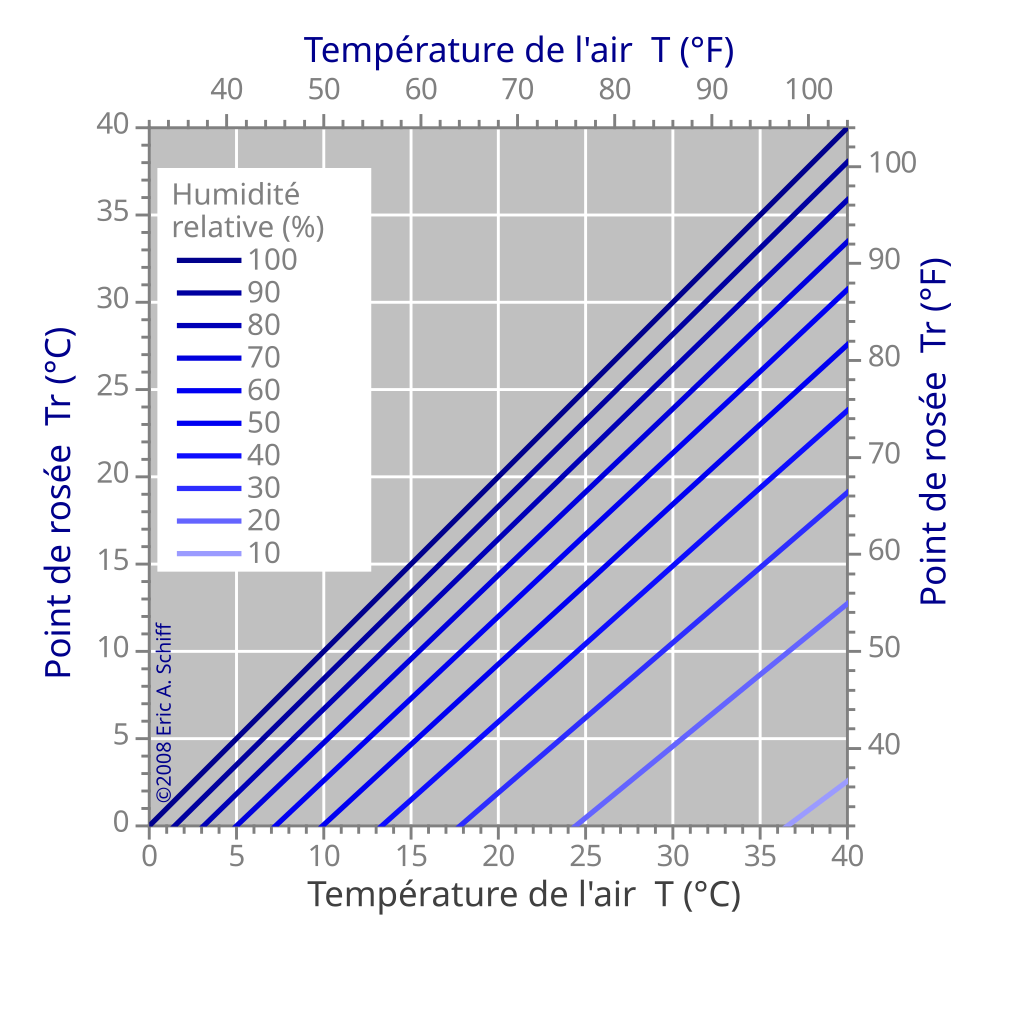 Température de l'air  T (°F)
40 50 60 70 80 90 100
40
35
30
25
20
15
10
5
0
Point de rosée  Tr (°C)
Humidité
relative (%)
100
90
80
70
60
50
40
30
20
10
©2008 Eric A. Schiff
100
90
80
70
60
50
40
Point de rosée  Tr (°F)
0 5 10 15 20 25 30 35 40
Température de l'air  T (°C)